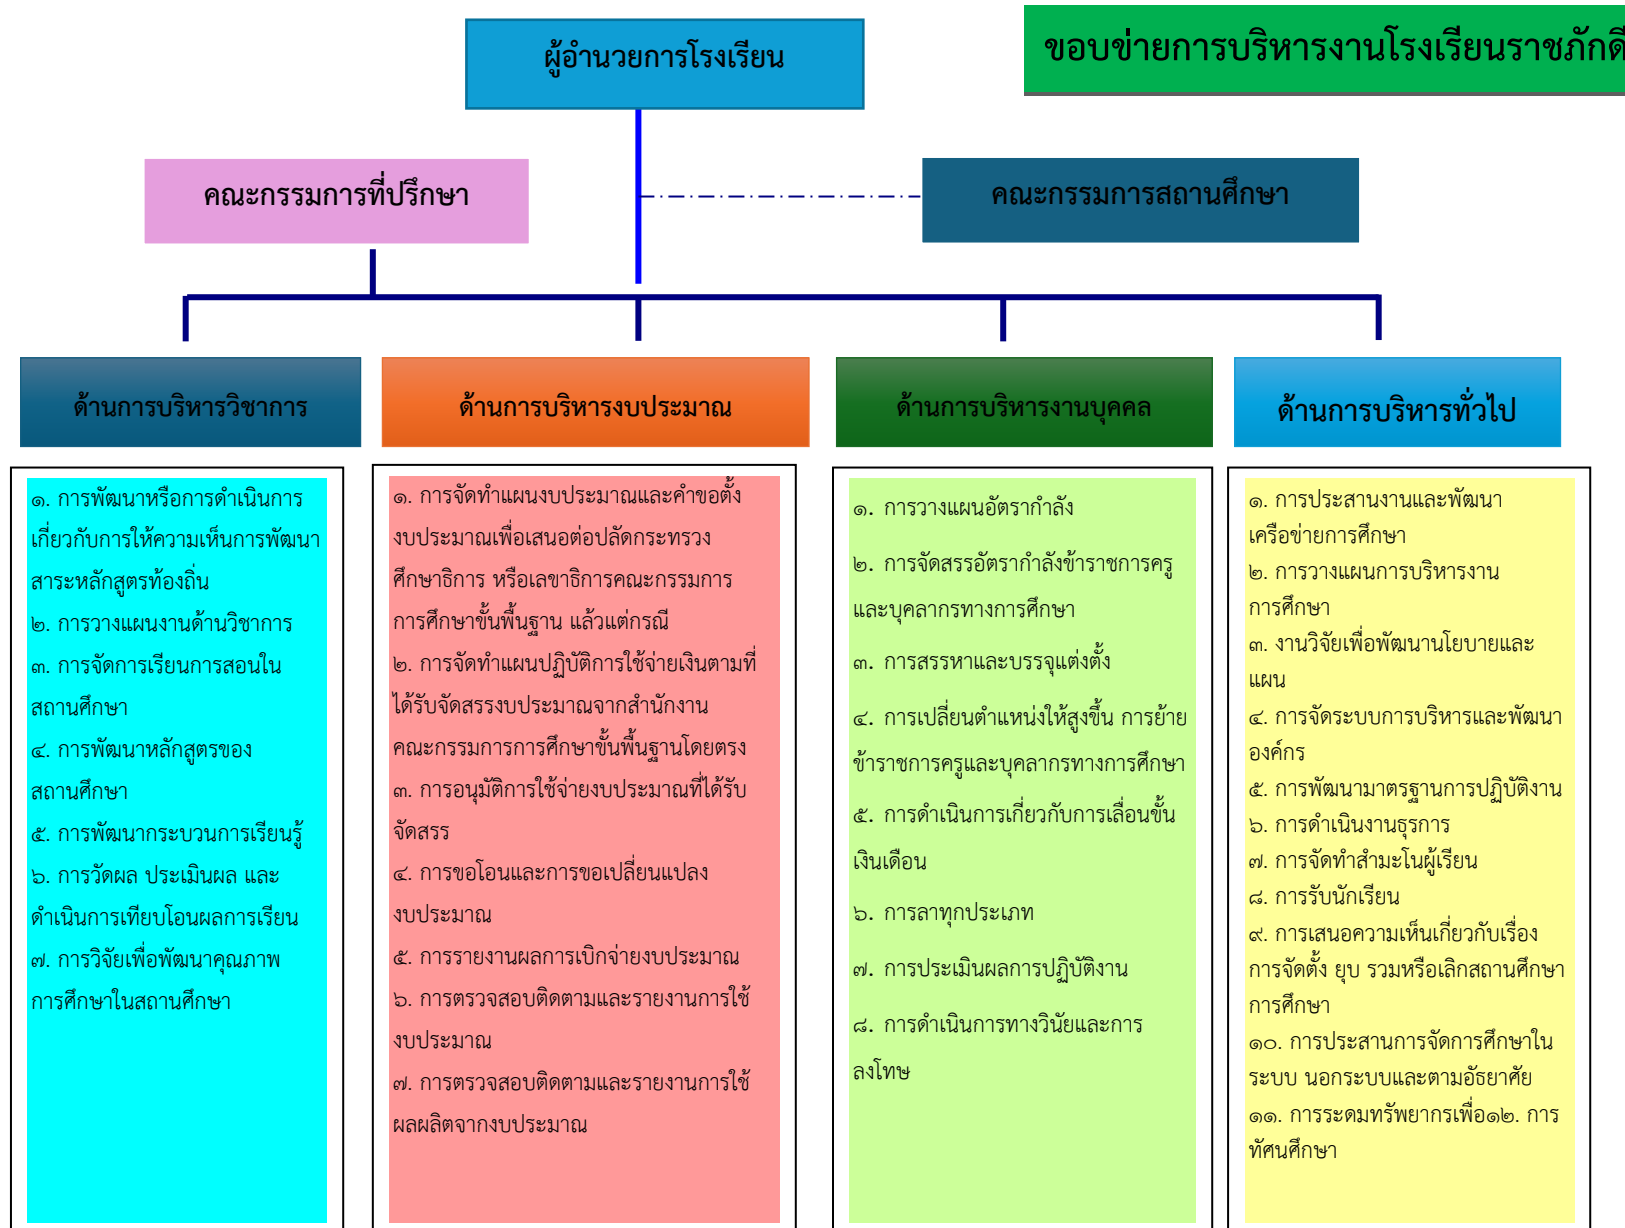 ผู้อำนวยการโรงเรียน
ขอบข่ายการบริหารงานโรงเรียนราชภักดี
คณะกรรมการที่ปรึกษา
คณะกรรมการสถานศึกษา
ด้านการบริหารวิชาการ
ด้านการบริหารงบประมาณ
ด้านการบริหารงานบุคคล
ด้านการบริหารทั่วไป
๑. การพัฒนาหรือการดำเนินการ
เกี่ยวกับการให้ความเห็นการพัฒนา
สาระหลักสูตรท้องถิ่น
๒. การวางแผนงานด้านวิชาการ
๓. การจัดการเรียนการสอนใน
สถานศึกษา
๔. การพัฒนาหลักสูตรของ
สถานศึกษา
๕. การพัฒนากระบวนการเรียนรู้
๖. การวัดผล ประเมินผล และ
ดำเนินการเทียบโอนผลการเรียน
๗. การวิจัยเพื่อพัฒนาคุณภาพ
การศึกษาในสถานศึกษา
๑. การจัดทำแผนงบประมาณและคำขอตั้ง
งบประมาณเพื่อเสนอต่อปลัดกระทรวง
ศึกษาธิการ หรือเลขาธิการคณะกรรมการ
การศึกษาขั้นพื้นฐาน แล้วแต่กรณี
๒. การจัดทำแผนปฏิบัติการใช้จ่ายเงินตามที่
ได้รับจัดสรรงบประมาณจากสำนักงาน
คณะกรรมการการศึกษาขั้นพื้นฐานโดยตรง
๓. การอนุมัติการใช้จ่ายงบประมาณที่ได้รับ
จัดสรร
๔. การขอโอนและการขอเปลี่ยนแปลง
งบประมาณ
๕. การรายงานผลการเบิกจ่ายงบประมาณ
๖. การตรวจสอบติดตามและรายงานการใช้
งบประมาณ
๗. การตรวจสอบติดตามและรายงานการใช้
ผลผลิตจากงบประมาณ
๑. การวางแผนอัตรากำลัง
๒. การจัดสรรอัตรากำลังข้าราชการครู
และบุคลากรทางการศึกษา
๓. การสรรหาและบรรจุแต่งตั้ง
๔. การเปลี่ยนตำแหน่งให้สูงขึ้น การย้าย
ข้าราชการครูและบุคลากรทางการศึกษา
๕. การดำเนินการเกี่ยวกับการเลื่อนขั้น
เงินเดือน
๖. การลาทุกประเภท
๗. การประเมินผลการปฏิบัติงาน
๘. การดำเนินการทางวินัยและการ
ลงโทษ
๑. การประสานงานและพัฒนา
เครือข่ายการศึกษา
๒. การวางแผนการบริหารงาน
การศึกษา
๓. งานวิจัยเพื่อพัฒนานโยบายและ
แผน
๔. การจัดระบบการบริหารและพัฒนา
องค์กร
๕. การพัฒนามาตรฐานการปฏิบัติงาน
๖. การดำเนินงานธุรการ
๗. การจัดทำสำมะโนผู้เรียน
๘. การรับนักเรียน
๙. การเสนอความเห็นเกี่ยวกับเรื่อง
การจัดตั้ง ยุบ รวมหรือเลิกสถานศึกษา
การศึกษา
๑๐. การประสานการจัดการศึกษาใน
ระบบ นอกระบบและตามอัธยาศัย
๑๑. การระดมทรัพยากรเพื่อ๑๒. การ
ทัศนศึกษา